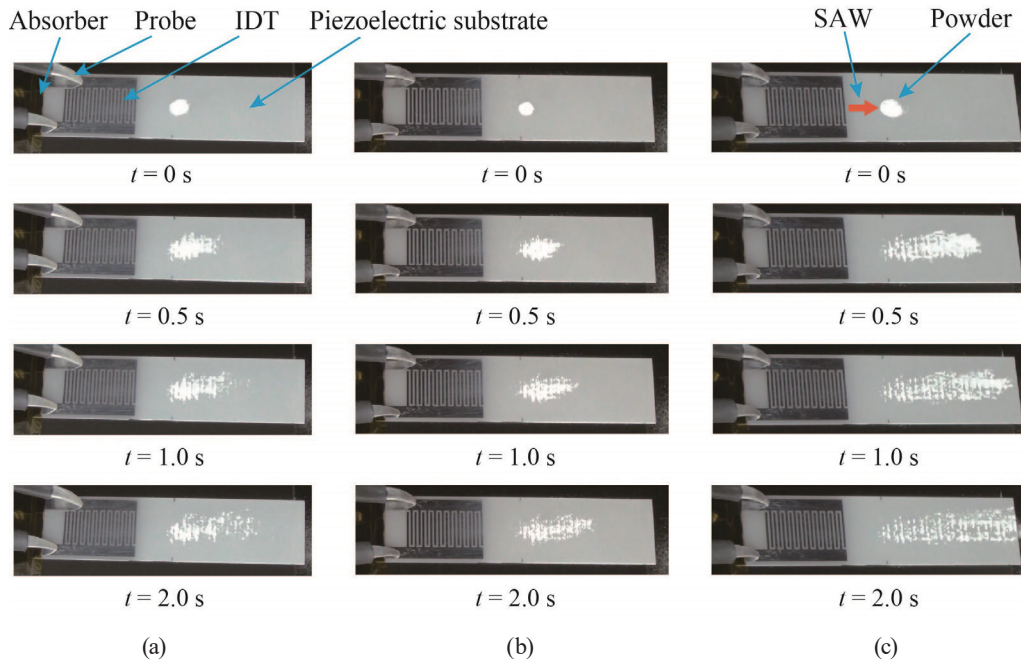 Absorber Probe IDT Piezoelectric substrate SAW Powder
t = 0 s t = 0 s t = 0 s
t = 0.5 s t = 0.5 s t = 0.5 s
t = 1.0 s t = 1.0 s t = 1.0 s
t = 2.0 s t = 2.0 s t = 2.0 s
(a) (b) (c)